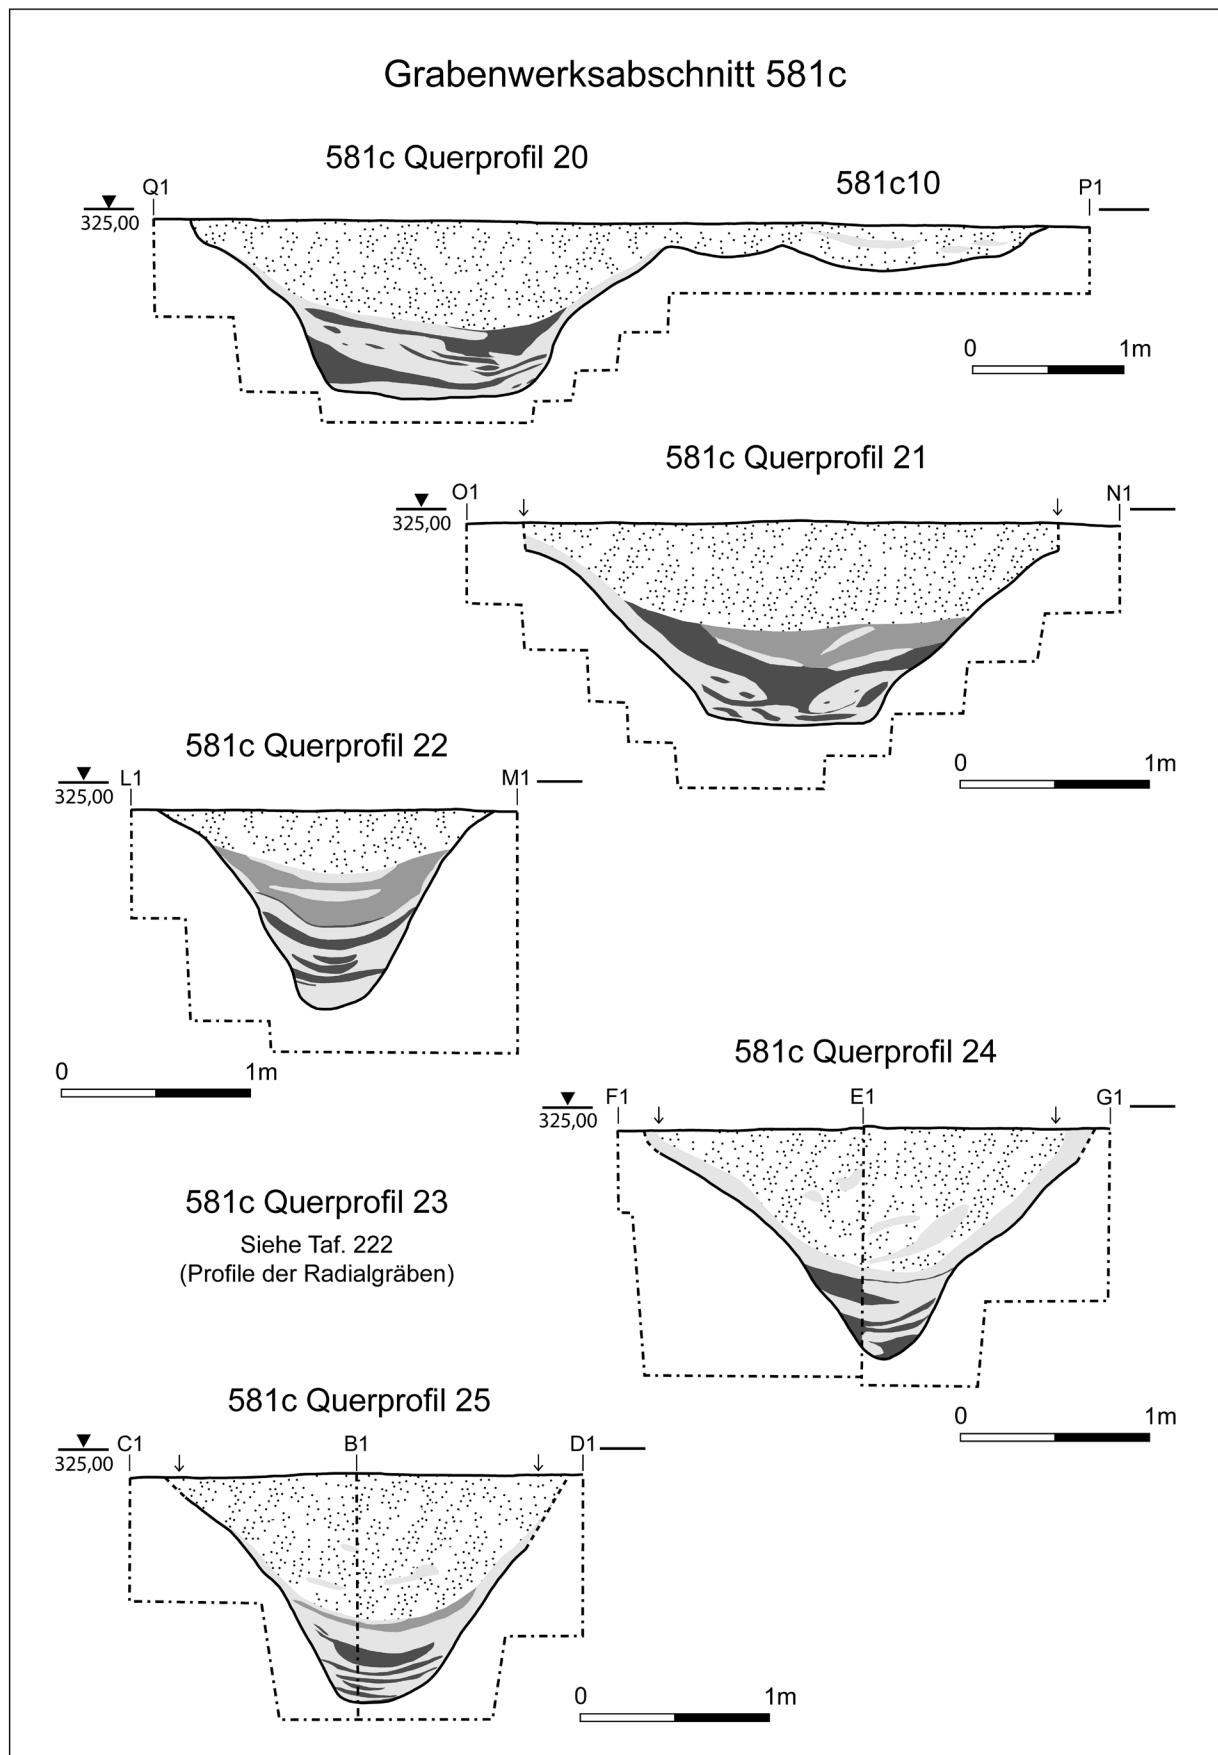 Grabenwerksabschnitt 581c
581c Querprofil 20
581c10
Q1
P1
325,00
0 1m
581c Querprofil 21
O1
N1
325,00
0 1m
581c Querprofil 22
L1
M1
325,00
0 1m
581c Querprofil 24
F1
E1
G1
325,00
0 1m
581c Querprofil 23
Siehe Taf. 222
(Profile der Radialgräben)
581c Querprofil 25
C1
B1
D1
325,00
0 1m